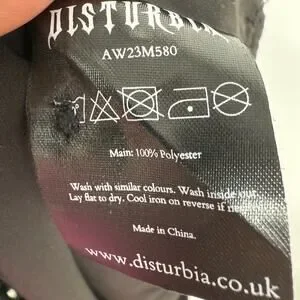 AW23M580
Main: 100% Polyester
Wash with similar colours. Wash inside out.
Lay flat to dry. Cool iron on reverse if
Made in China.
www.disturbia.co.uk